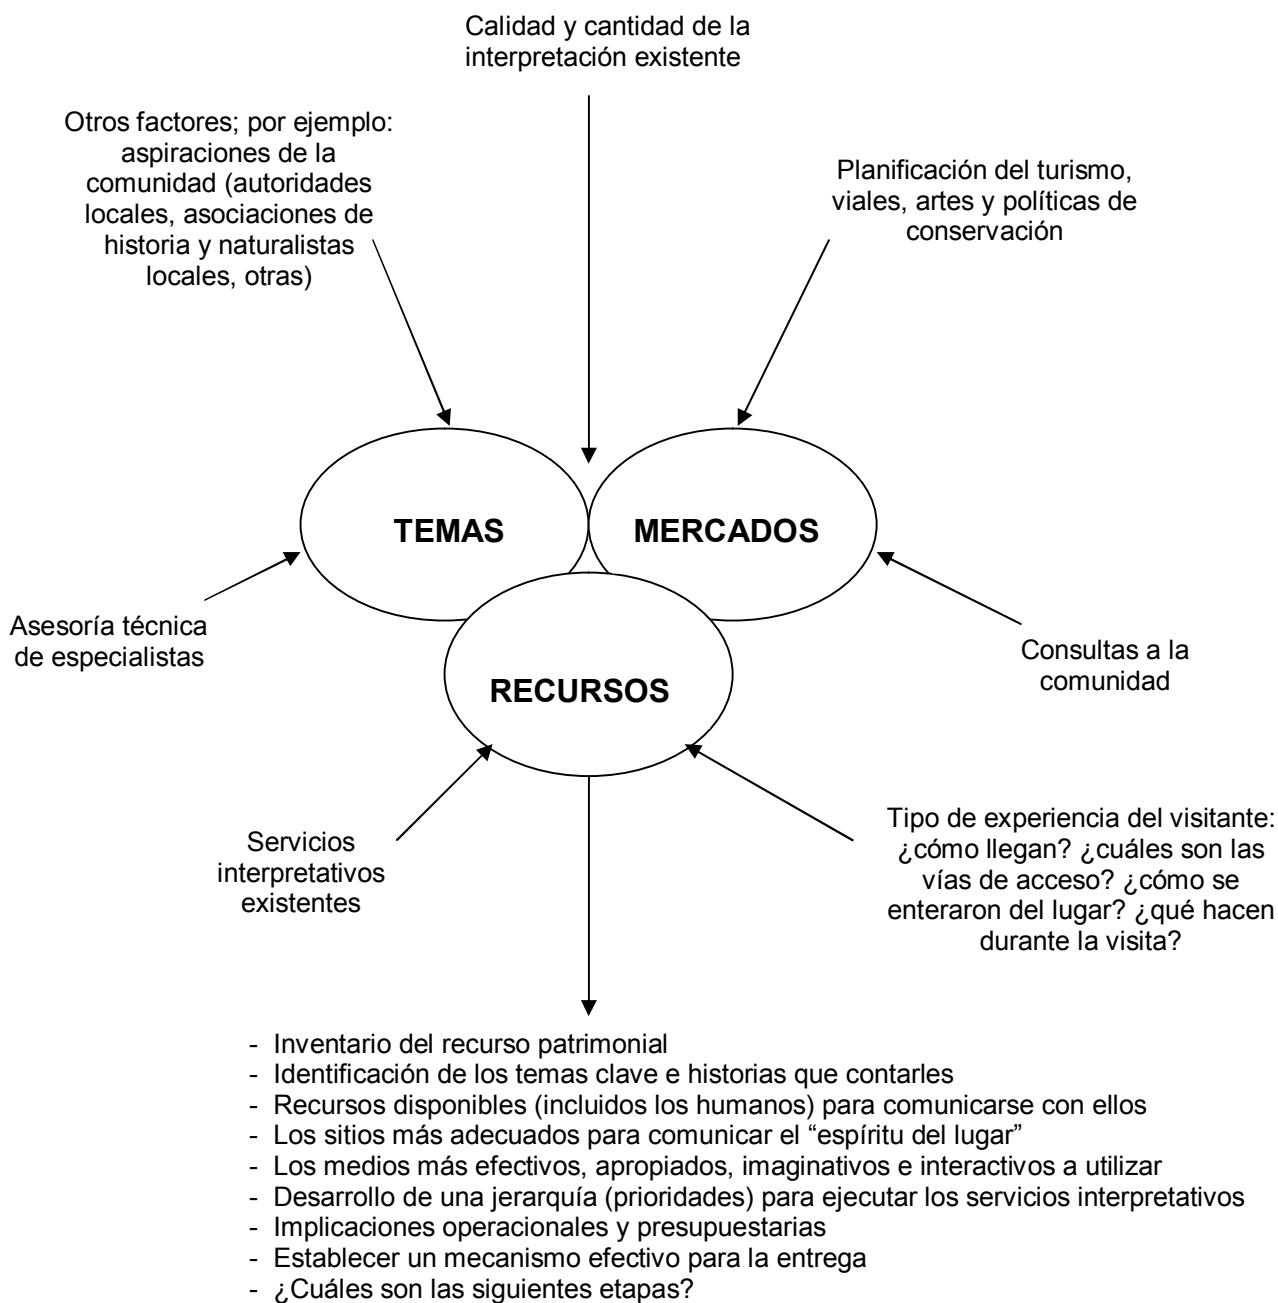 Calidad y cantidad de la
interpretación existente
Otros factores; por ejemplo:
aspiraciones de la
comunidad (autoridades
locales, asociaciones de
historia y naturalistas
locales, otras)
Planificación del turismo,
viales, artes y políticas de
conservación
TEMAS
MERCADOS
Asesoría técnica
de especialistas
Consultas a la
comunidad
RECURSOS
Servicios
interpretativos
existentes
Tipo de experiencia del visitante:
¿cómo llegan? ¿cuáles son las
vías de acceso? ¿cómo se
enteraron del lugar? ¿qué hacen
durante la visita?
- Inventario del recurso patrimonial
- Identificación de los temas clave e historias que contarles
- Recursos disponibles (incluidos los humanos) para comunicarse con ellos
- Los sitios más adecuados para comunicar el “espíritu del lugar”
- Los medios más efectivos, apropiados, imaginativos e interactivos a utilizar
- Desarrollo de una jerarquía (prioridades) para ejecutar los servicios interpretativos
- Implicaciones operacionales y presupuestarias
- Establecer un mecanismo efectivo para la entrega
- ¿Cuáles son las siguientes etapas?